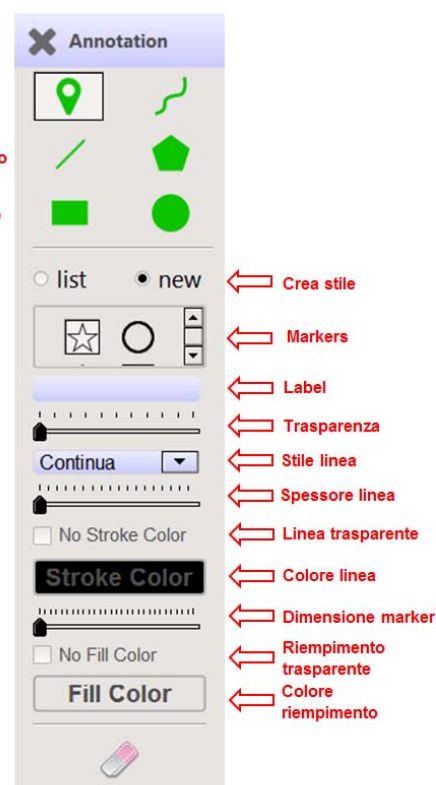 Annotation
o
o
list new
Crea stile
Markers
Label
Trasparenza
Continua
Stile linea
Spessore linea
No Stroke Color
Linea trasparente
Stroke Color
Colore linea
Dimensione marker
No Fill Color
Riempimento
trasparente
Fill Color
Colore
riempimento